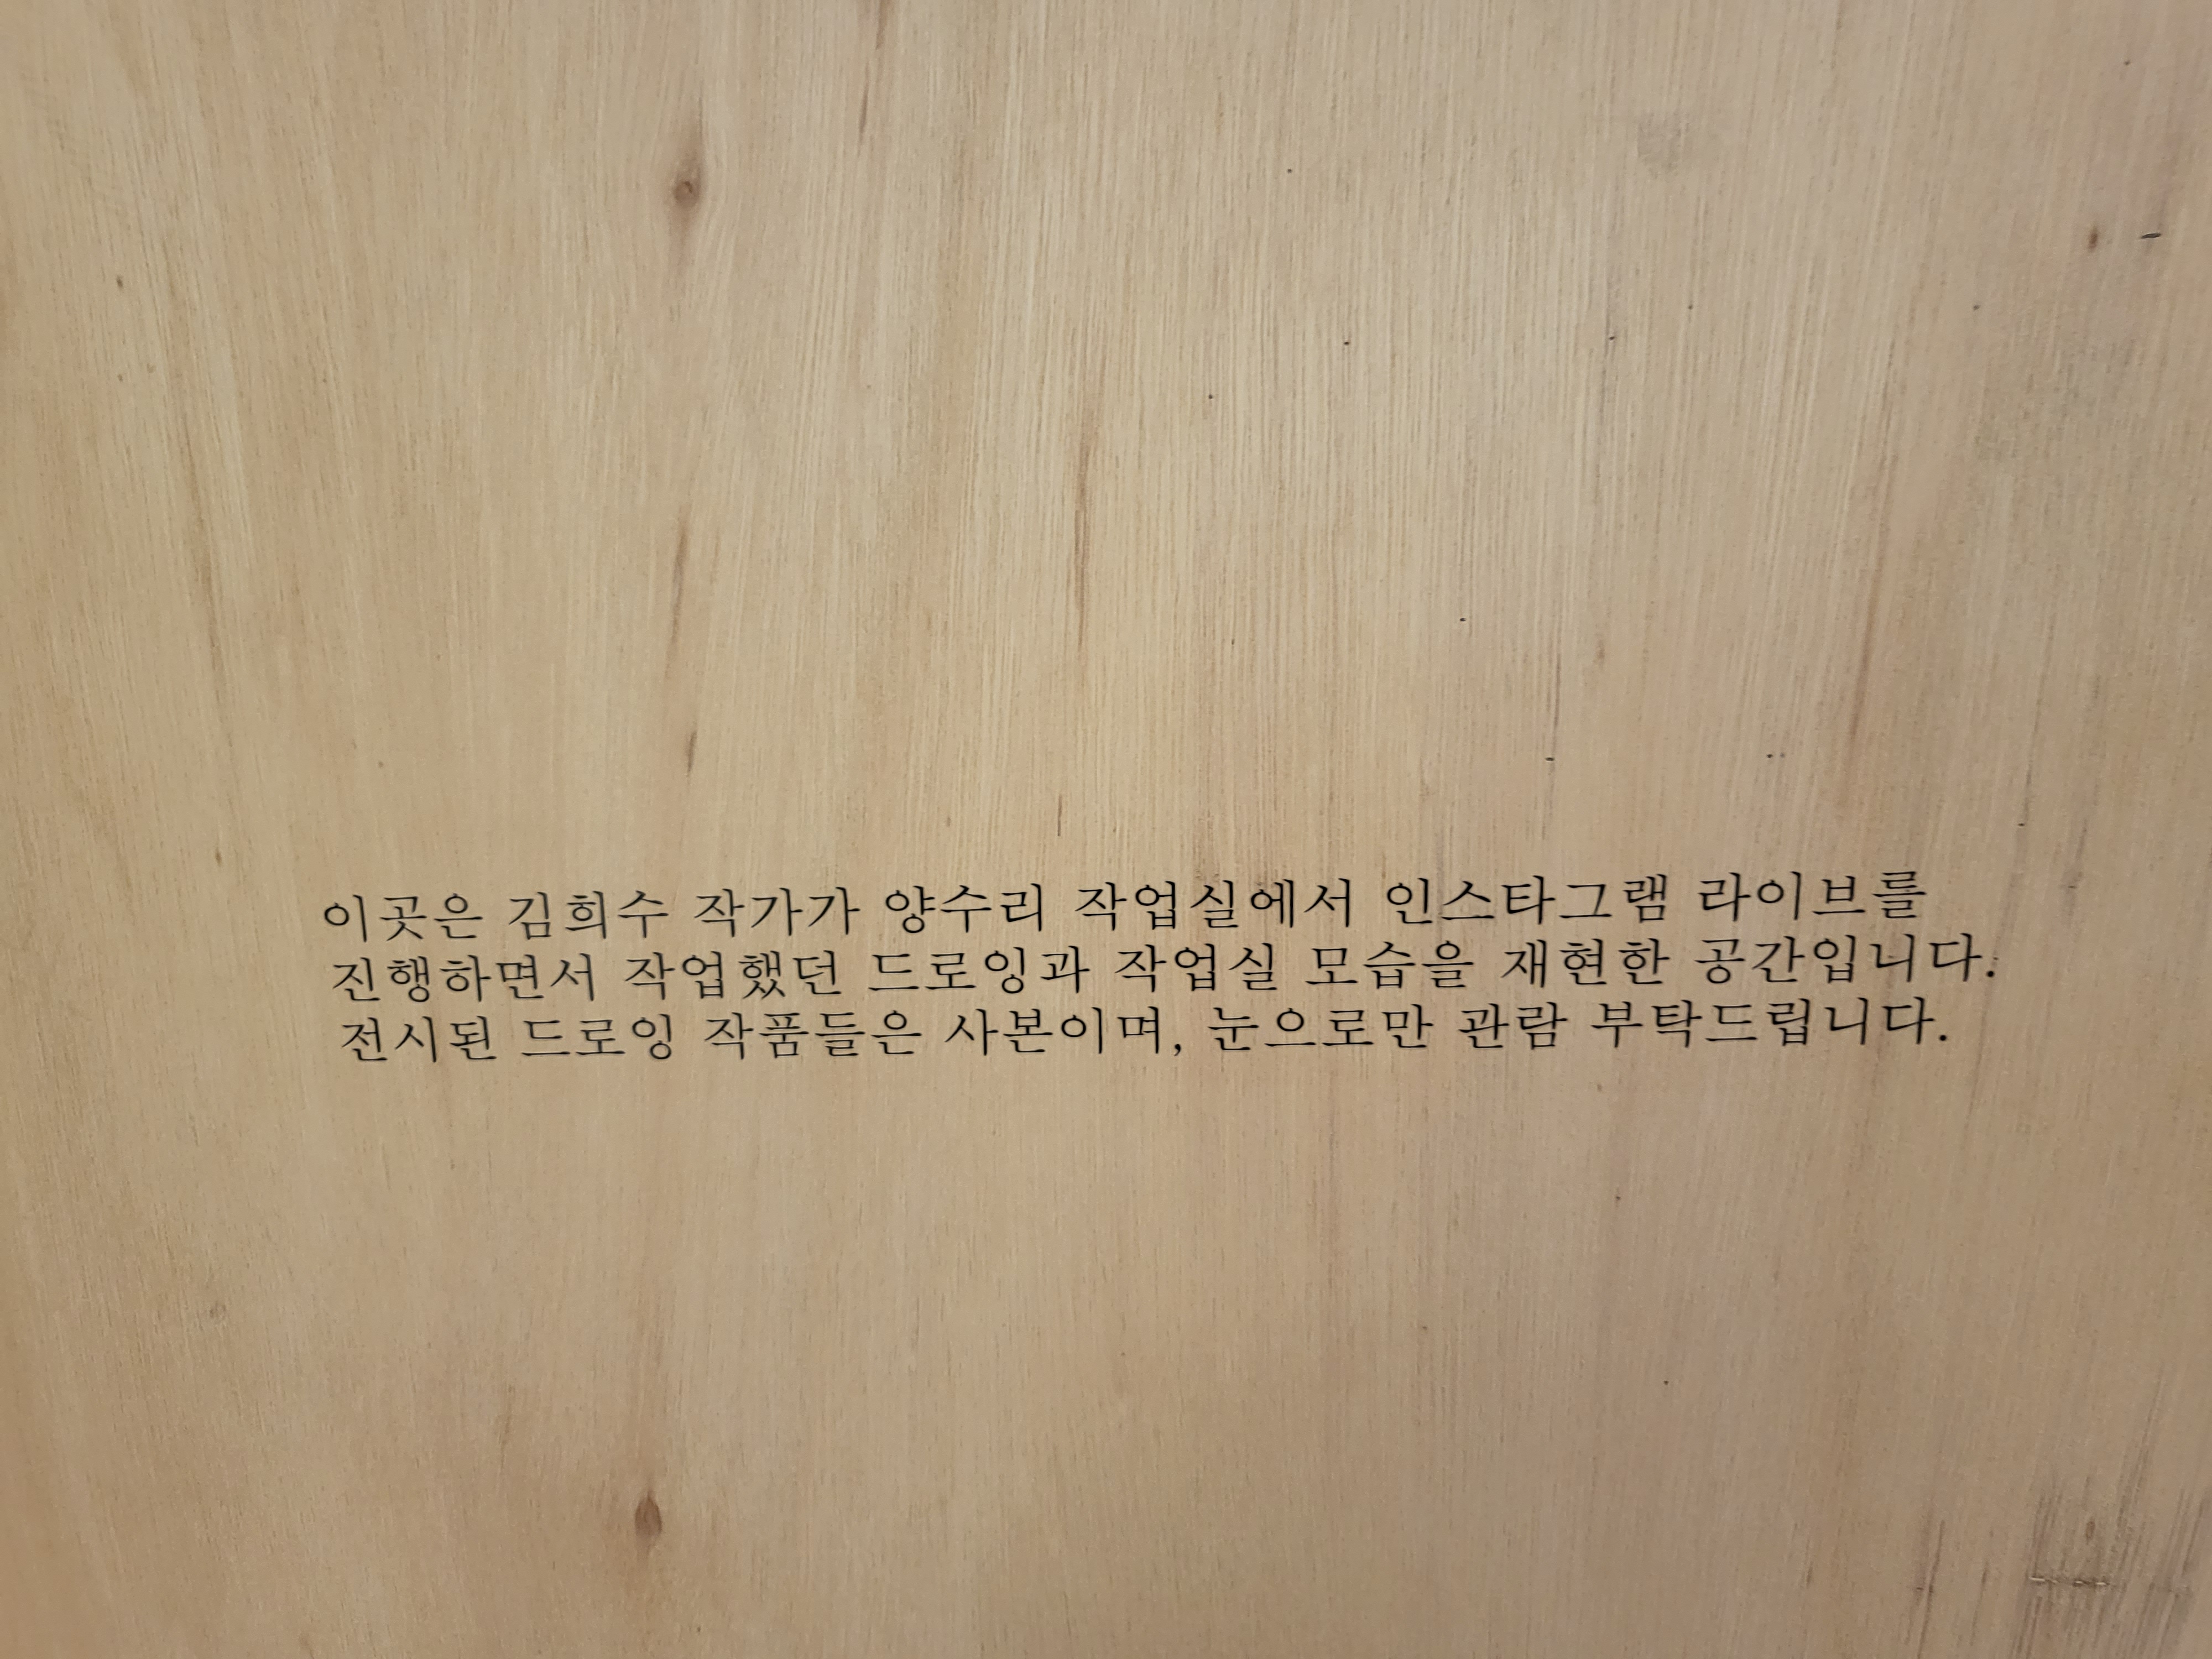 이곳은 김희수 작가가 양수리 작업실에서 인스타그램 라이브를
진행하면서 작업했던 드로잉과 작업실 모습을 재현한 공간입니다.
전시된 드로잉 작품들은 사본이며, 눈으로만 관람 부탁드립니다.